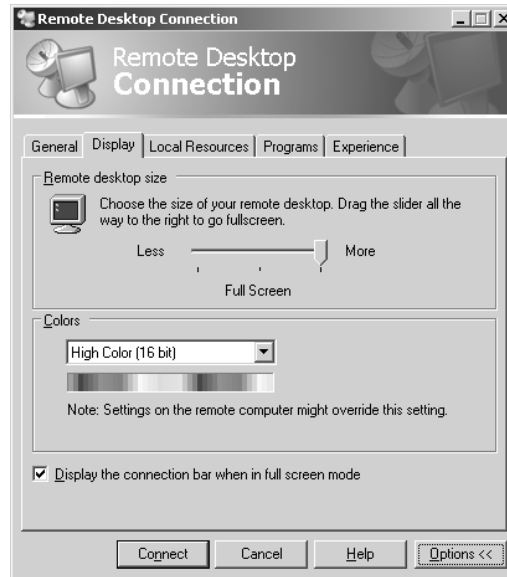 Remote Desktop Connection
Remote Desktop
Connection
General Display Local Resources Programs Experience
Remote desktop size
Choose the size of your remote desktop. Drag the slider all the
way to the right to go fullscreen.
Less More
Full Screen
Colors
High Color (16 bit)
Note: Settings on the remote computer might override this setting.
Display the connection bar when in full screen mode
Connect Cancel Help Options <<